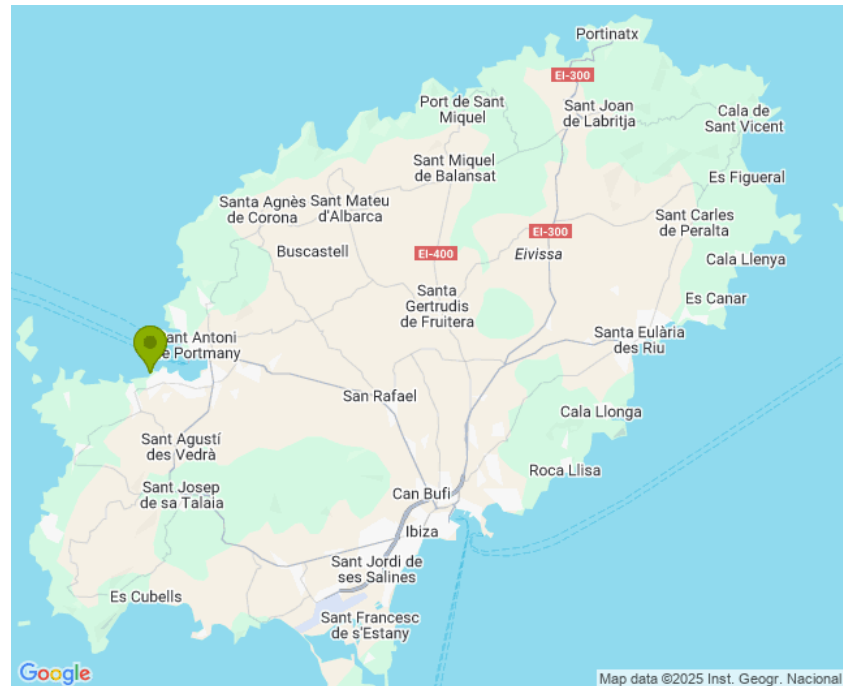 Portinatx
EI-300
Port de Sant
Miquel
Sant Joan
de Labritja
Cala de
Sant Vicent
Sant Miquel
de Balansat
Es Figueral
Santa Agnès
de Corona
Sant Mateu
d'Albarca
Sant Carles
de Peralta
EI-300
Buscastell
EI-400
Eivissa
Cala Llenya
Santa
Gertrudis
de Fruitera
Es Canar
Santa Eulària
des Riu
ant Antoni
e Portmany
San Rafael
Cala Llonga
Sant Agustí
des Vedrà
Roca Llisa
Sant Josep
de sa Talaia
Can Bufi
Ibiza
Sant Jordi de
ses Salines
Es Cubells
Sant Francesc
de s'Estany
Google
Map data ©2025 Inst. Geogr. Nacional